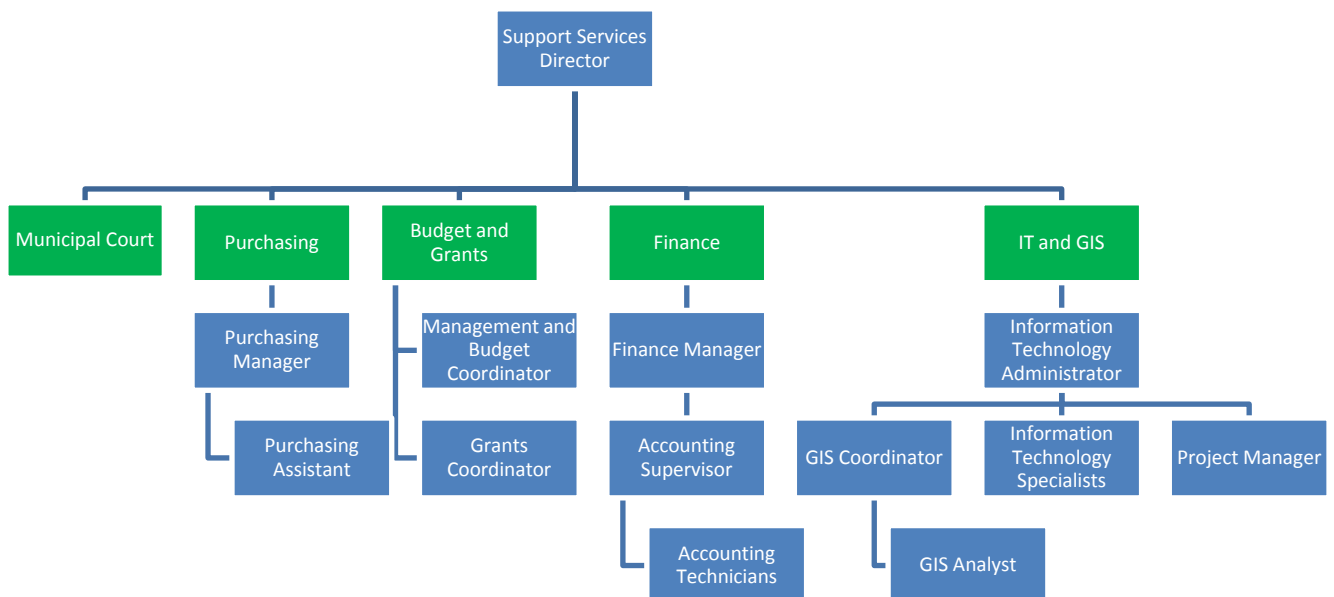 Support Services
Director
Municipal Court
Purchasing
Budget and
Grants
Finance
IT and GIS
Purchasing
Manager
Management and
Budget
Coordinator
Finance Manager
Information
Technology
Administrator
Purchasing
Assistant
Grants
Coordinator
Accounting
Supervisor
GIS Coordinator
Information
Technology
Specialists
Project Manager
Accounting
Technicians
GIS Analyst